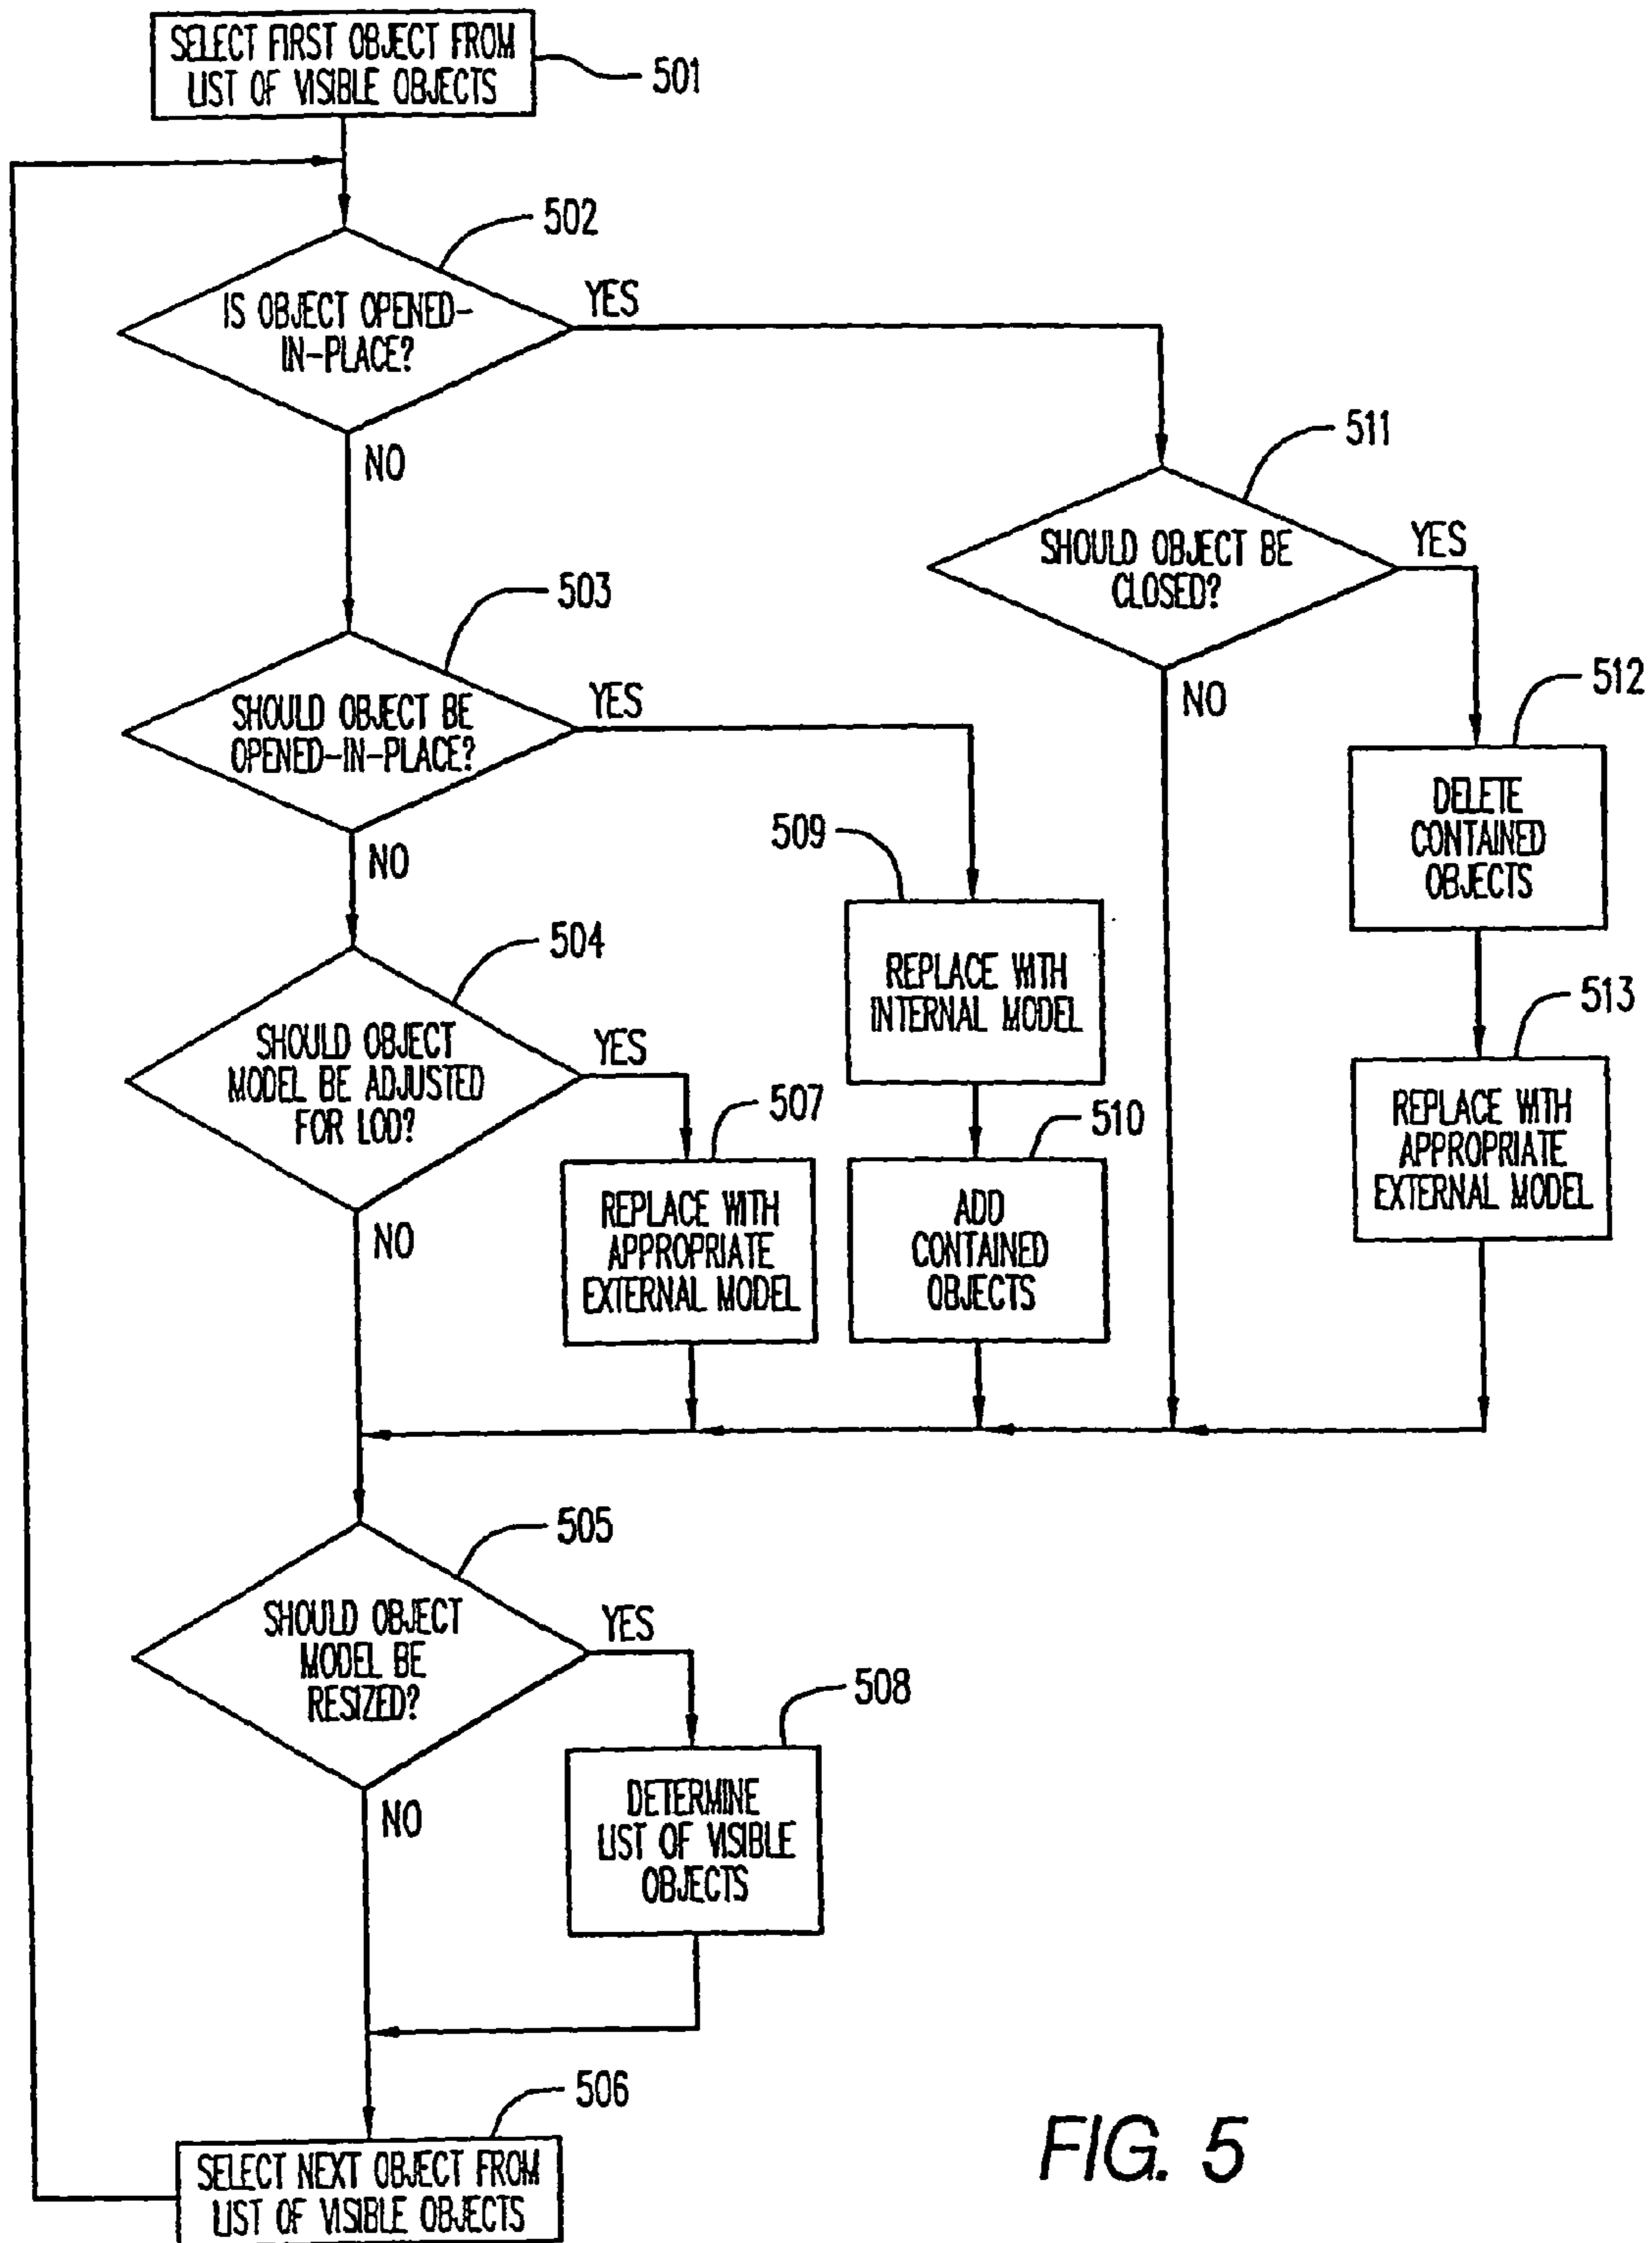 SELECT FIRST OBJECT FROM
LIST OF VISIBLE OBJECTS
501
502
IS OBJECT OPENED-
IN-PLACE?
YES
NO
511
SHOULD OBJECT BE
CLOSED?
YES
NO
503
SHOULD OBJECT BE
OPENED-IN-PLACE?
YES
NO
512
DELETE
CONTAINED
OBJECTS
509
REPLACE WITH
INTERNAL MODEL
504
SHOULD OBJECT
MODEL BE ADJUSTED
FOR LOD?
YES
NO
513
REPLACE WITH
APPROPRIATE
EXTERNAL MODEL
507
REPLACE WITH
APPROPRIATE
EXTERNAL MODEL
510
ADD
CONTAINED
OBJECTS
505
SHOULD OBJECT
MODEL BE
RESIZED?
YES
NO
508
DETERMINE
LIST OF VISIBLE
OBJECTS
506
SELECT NEXT OBJECT FROM
LIST OF VISIBLE OBJECTS
FIG. 5